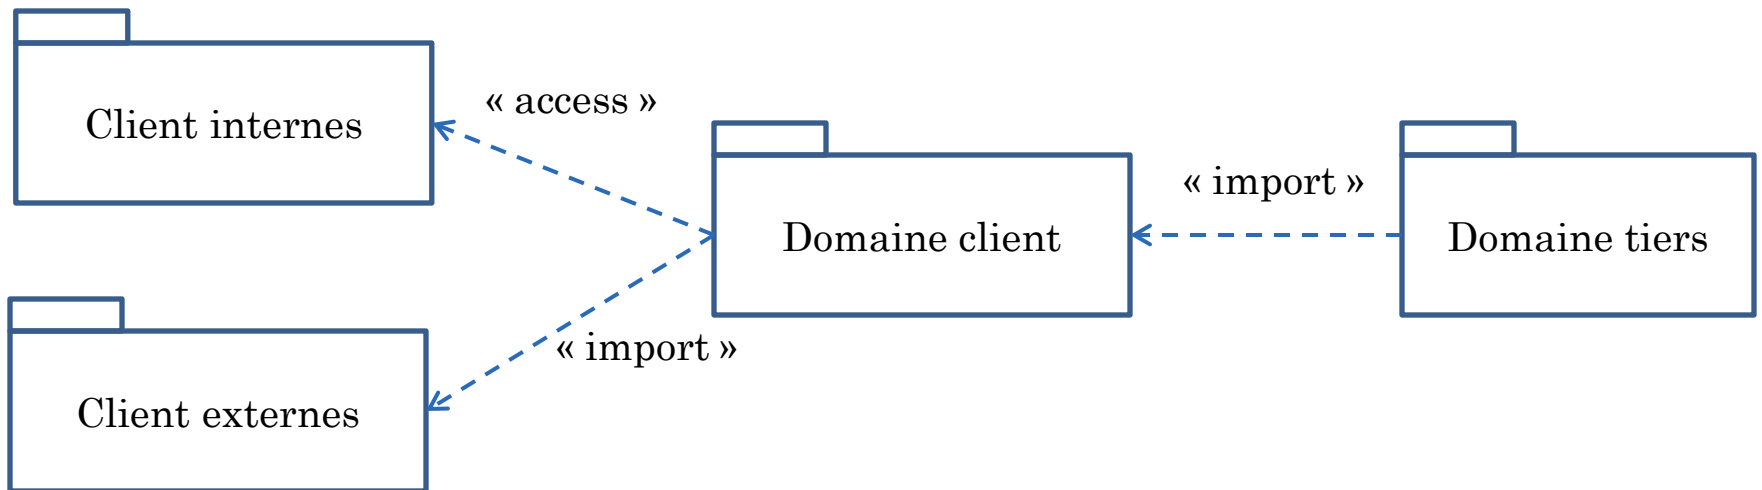 Client internes
« access »
Domaine client
« import »
Domaine tiers
« import »
Client externes